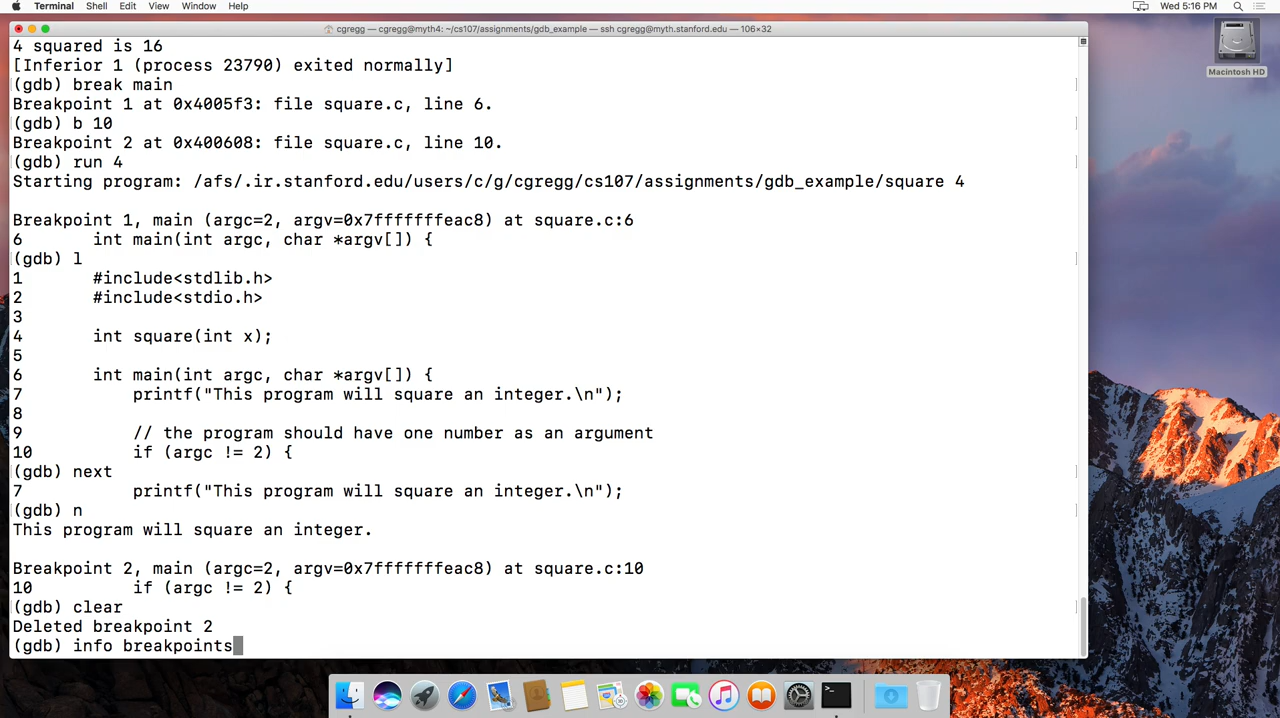 Terminal Shell Edit View Window Help Wed 5:16 PM
cgregg — cgregg@myth4: ~/cs107/assignments/gdb_example — ssh cgregg@myth.stanford.edu — 106×32
Macintosh HD
4 squared is 16
[Inferior 1 (process 23790) exited normally]
(gdb) break main
Breakpoint 1 at 0x4005f3: file square.c, line 6.
(gdb) b 10
Breakpoint 2 at 0x400608: file square.c, line 10.
(gdb) run 4
Starting program: /afs/.ir.stanford.edu/users/c/g/cgregg/cs107/assignments/gdb_example/square 4
Breakpoint 1, main (argc=2, argv=0x7fffffffeac8) at square.c:6
6 int main(int argc, char *argv[]) {
(gdb) l
1 #include<stdlib.h>
2 #include<stdio.h>
3
4 int square(int x);
5
6 int main(int argc, char *argv[]) {
7 printf("This program will square an integer.\n");
8
9 // the program should have one number as an argument
10 if (argc != 2) {
(gdb) next
7 printf("This program will square an integer.\n");
(gdb) n
This program will square an integer.
Breakpoint 2, main (argc=2, argv=0x7fffffffeac8) at square.c:10
10 if (argc != 2) {
(gdb) clear
Deleted breakpoint 2
(gdb) info breakpoints